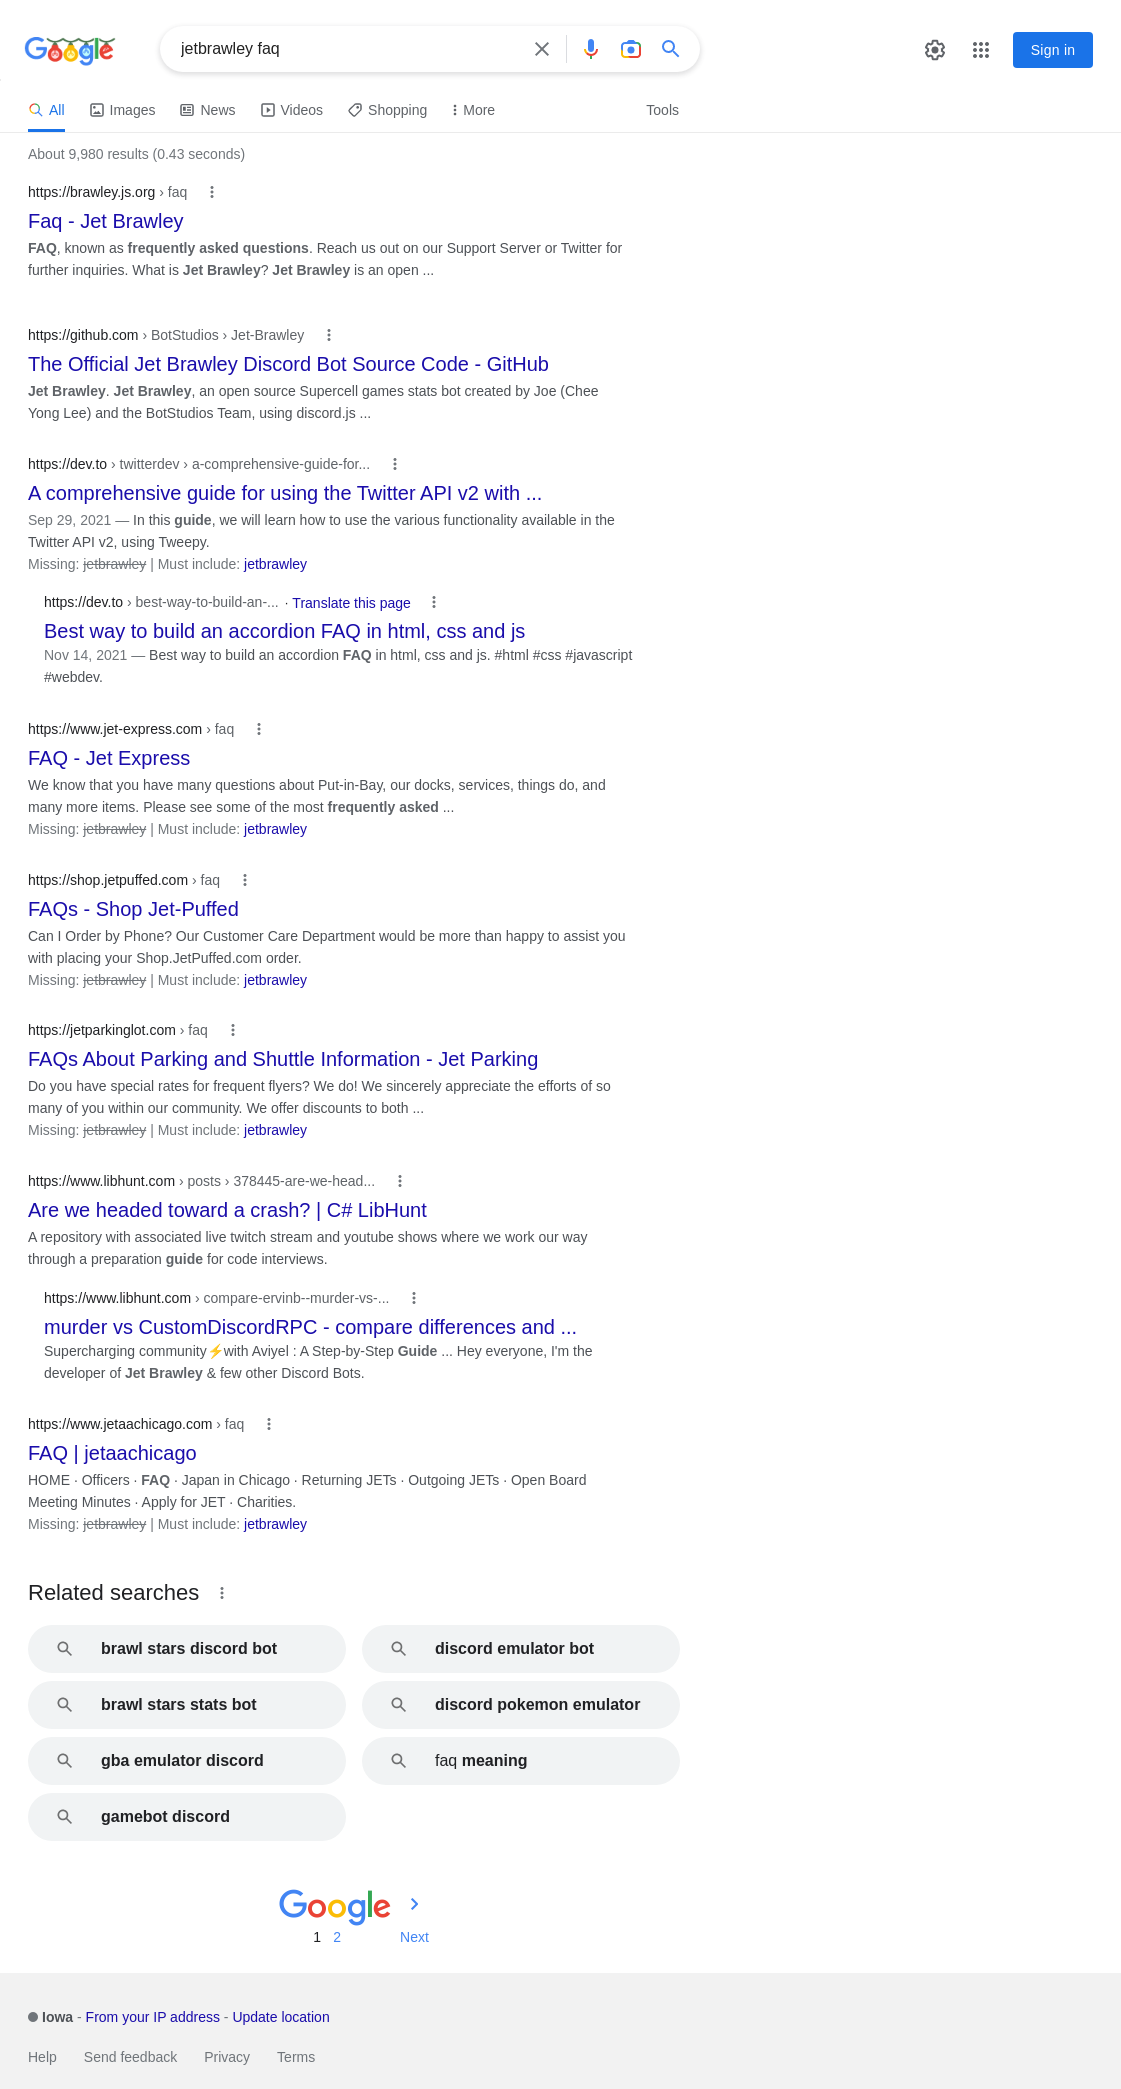 Google
jetbrawley faq
Sign in
All Images News Videos Shopping More Tools
About 9,980 results (0.43 seconds)
https://brawley.js.org › faq
Faq - Jet Brawley
FAQ, known as frequently asked questions. Reach us out on our Support Server or Twitter for
further inquiries. What is Jet Brawley? Jet Brawley is an open ...
https://github.com › BotStudios › Jet-Brawley
The Official Jet Brawley Discord Bot Source Code - GitHub
Jet Brawley. Jet Brawley, an open source Supercell games stats bot created by Joe (Chee
Yong Lee) and the BotStudios Team, using discord.js ...
https://dev.to › twitterdev › a-comprehensive-guide-for...
A comprehensive guide for using the Twitter API v2 with ...
Sep 29, 2021 — In this guide, we will learn how to use the various functionality available in the
Twitter API v2, using Tweepy.
Missing: jetbrawley | Must include: jetbrawley
https://dev.to › best-way-to-build-an-... · Translate this page
Best way to build an accordion FAQ in html, css and js
Nov 14, 2021 — Best way to build an accordion FAQ in html, css and js. #html #css #javascript
#webdev.
https://www.jet-express.com › faq
FAQ - Jet Express
We know that you have many questions about Put-in-Bay, our docks, services, things do, and
many more items. Please see some of the most frequently asked ...
Missing: jetbrawley | Must include: jetbrawley
https://shop.jetpuffed.com › faq
FAQs - Shop Jet-Puffed
Can I Order by Phone? Our Customer Care Department would be more than happy to assist you
with placing your Shop.JetPuffed.com order.
Missing: jetbrawley | Must include: jetbrawley
https://jetparkinglot.com › faq
FAQs About Parking and Shuttle Information - Jet Parking
Do you have special rates for frequent flyers? We do! We sincerely appreciate the efforts of so
many of you within our community. We offer discounts to both ...
Missing: jetbrawley | Must include: jetbrawley
https://www.libhunt.com › posts › 378445-are-we-head...
Are we headed toward a crash? | C# LibHunt
A repository with associated live twitch stream and youtube shows where we work our way
through a preparation guide for code interviews.
https://www.libhunt.com › compare-ervinb--murder-vs-...
murder vs CustomDiscordRPC - compare differences and ...
Supercharging community⚡with Aviyel : A Step-by-Step Guide ... Hey everyone, I'm the
developer of Jet Brawley & few other Discord Bots.
https://www.jetaachicago.com › faq
FAQ | jetaachicago
HOME · Officers · FAQ · Japan in Chicago · Returning JETs · Outgoing JETs · Open Board
Meeting Minutes · Apply for JET · Charities.
Missing: jetbrawley | Must include: jetbrawley
Related searches
brawl stars discord bot
discord emulator bot
brawl stars stats bot
discord pokemon emulator
gba emulator discord
faq meaning
gamebot discord
Google
1 2 Next
Iowa - From your IP address - Update location
Help Send feedback Privacy Terms